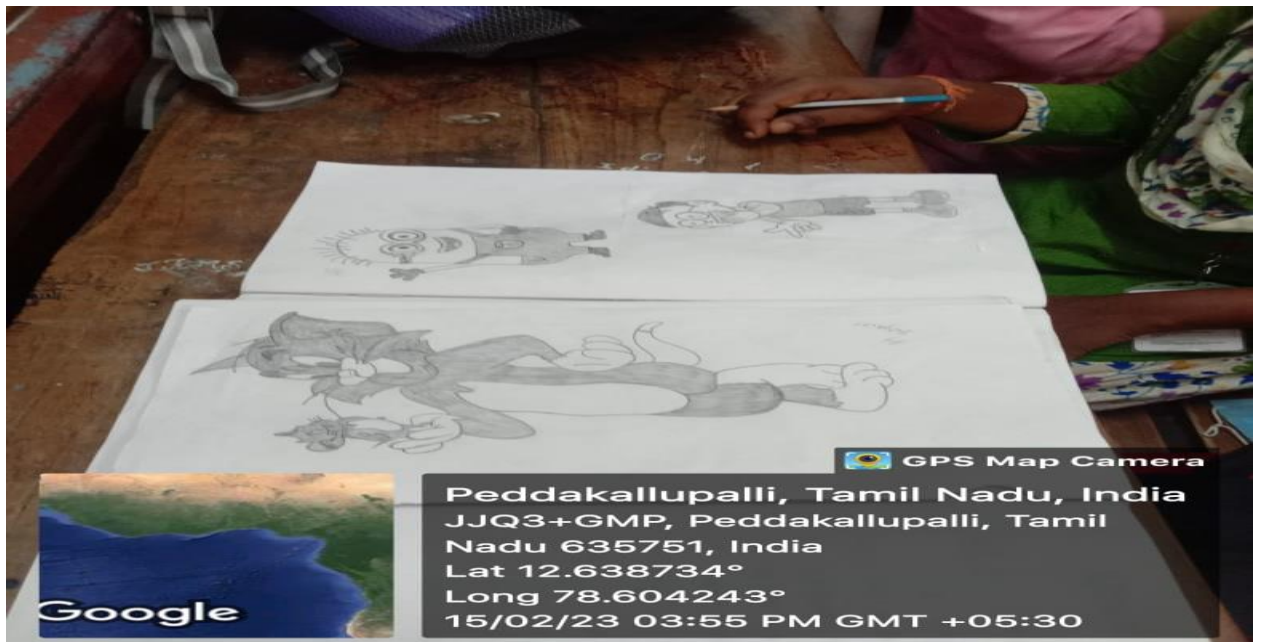 GPS Map Camera
Peddakallupalli, Tamil Nadu, India
JJQ3+GMP, Peddakallupalli, Tamil
Nadu 635751, India
Lat 12.638734°
Long 78.604243°
15/02/23 03:55 PM GMT +05:30
Google